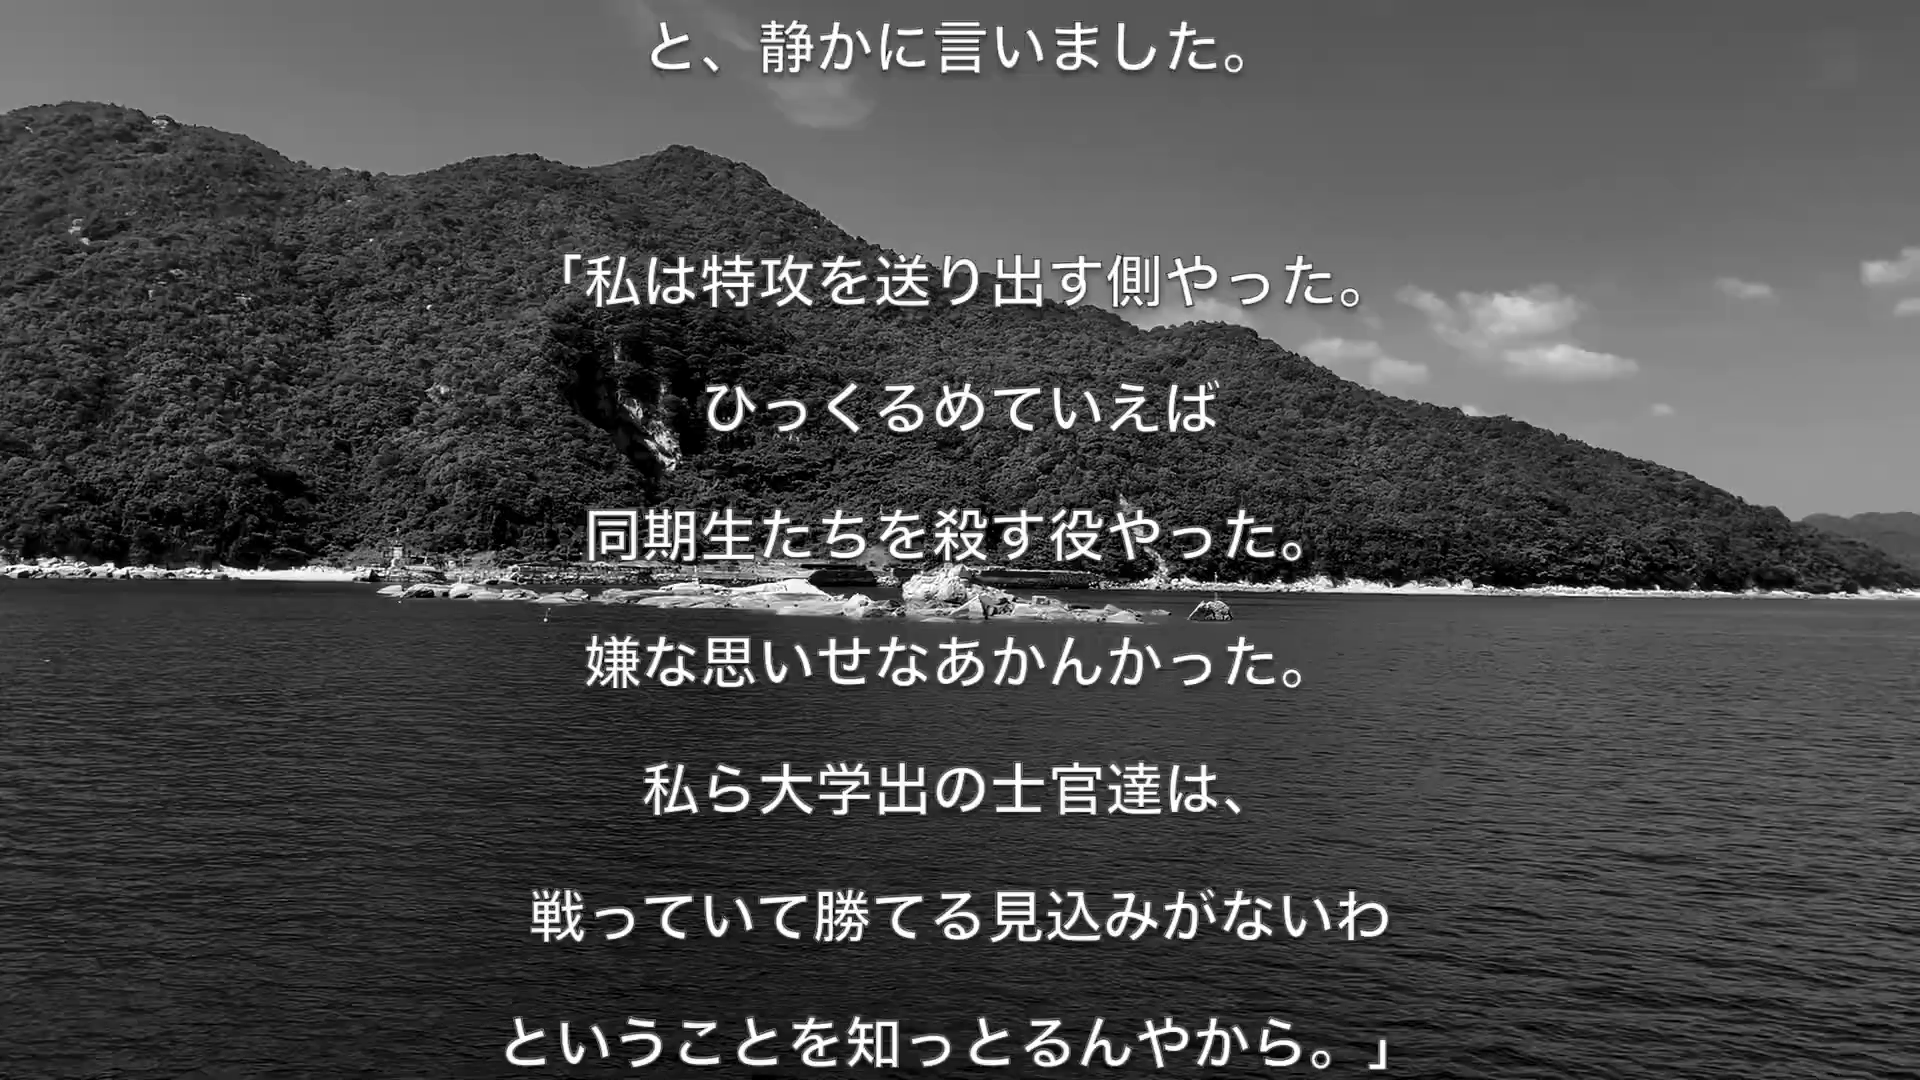 と、静かに言いました。
「私は特攻を送り出す側やった。
ひっくるめていえば
同期生たちを殺す役やった。
嫌な思いせなあかんかった。
私ら大学出の士官達は、
戦っていて勝てる見込みがないわ
ということを知っとるんやから。」